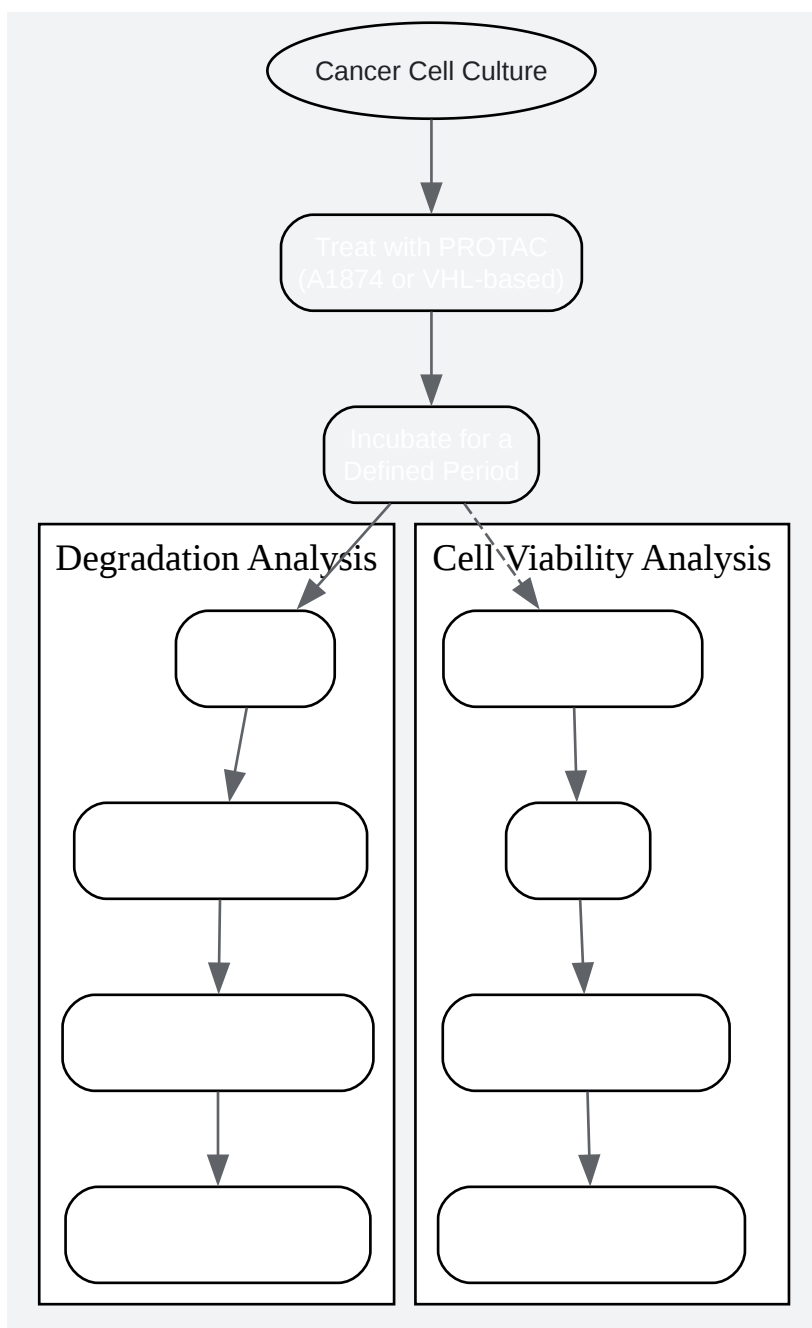 Cancer Cell Culture
Treat with PROTAC
(A1874 or VHL-based)
Incubate for a
Defined Period
Degradation Analysis
Cell Viability Analysis